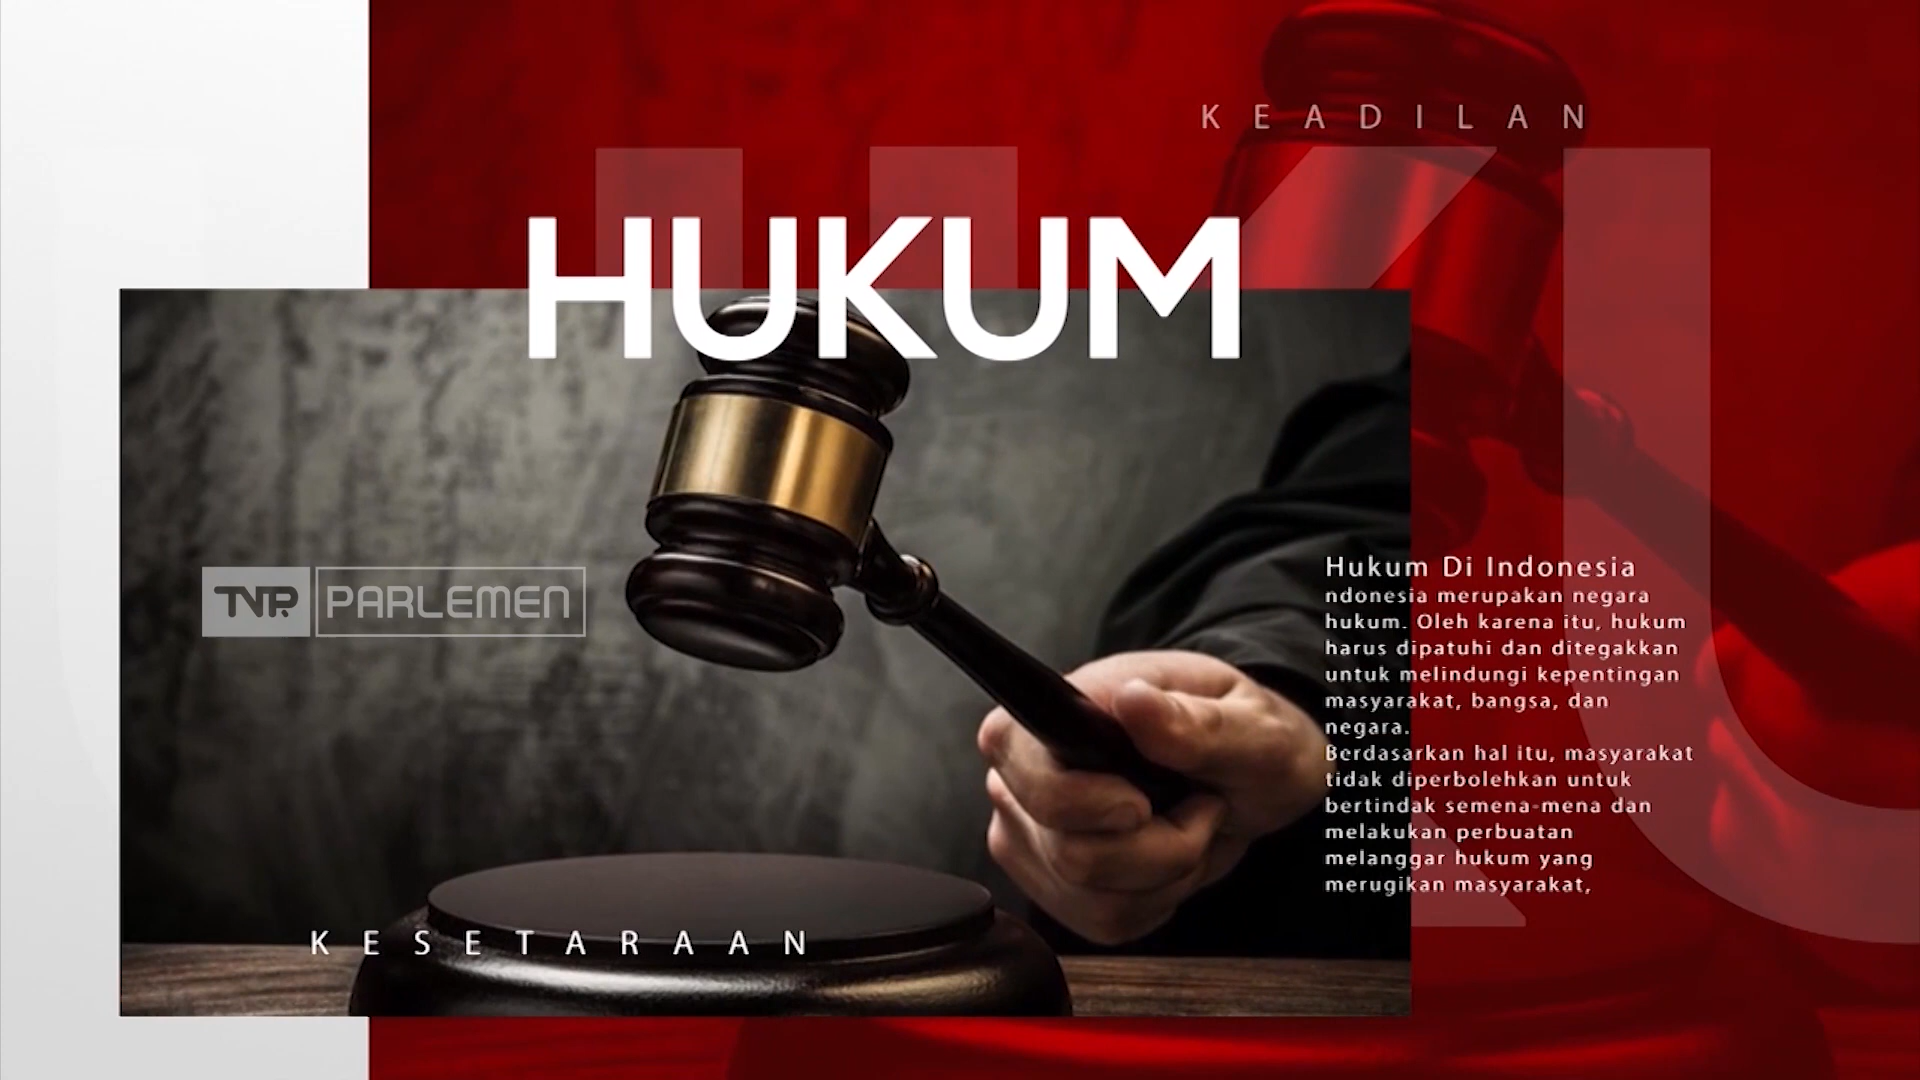 KEADILAN
HUKUM
TVR PARLEMEN
Hukum Di Indonesia
ndonesia merupakan negara
hukum. Oleh karena itu, hukum
harus dipatuhi dan ditegakkan
untuk melindungi kepentingan
masyarakat, bangsa, dan
negara.
Berdasarkan hal itu, masyarakat
tidak diperbolehkan untuk
bertindak semena-mena dan
melakukan perbuatan
melanggar hukum yang
merugikan masyarakat,
KESETARAAN